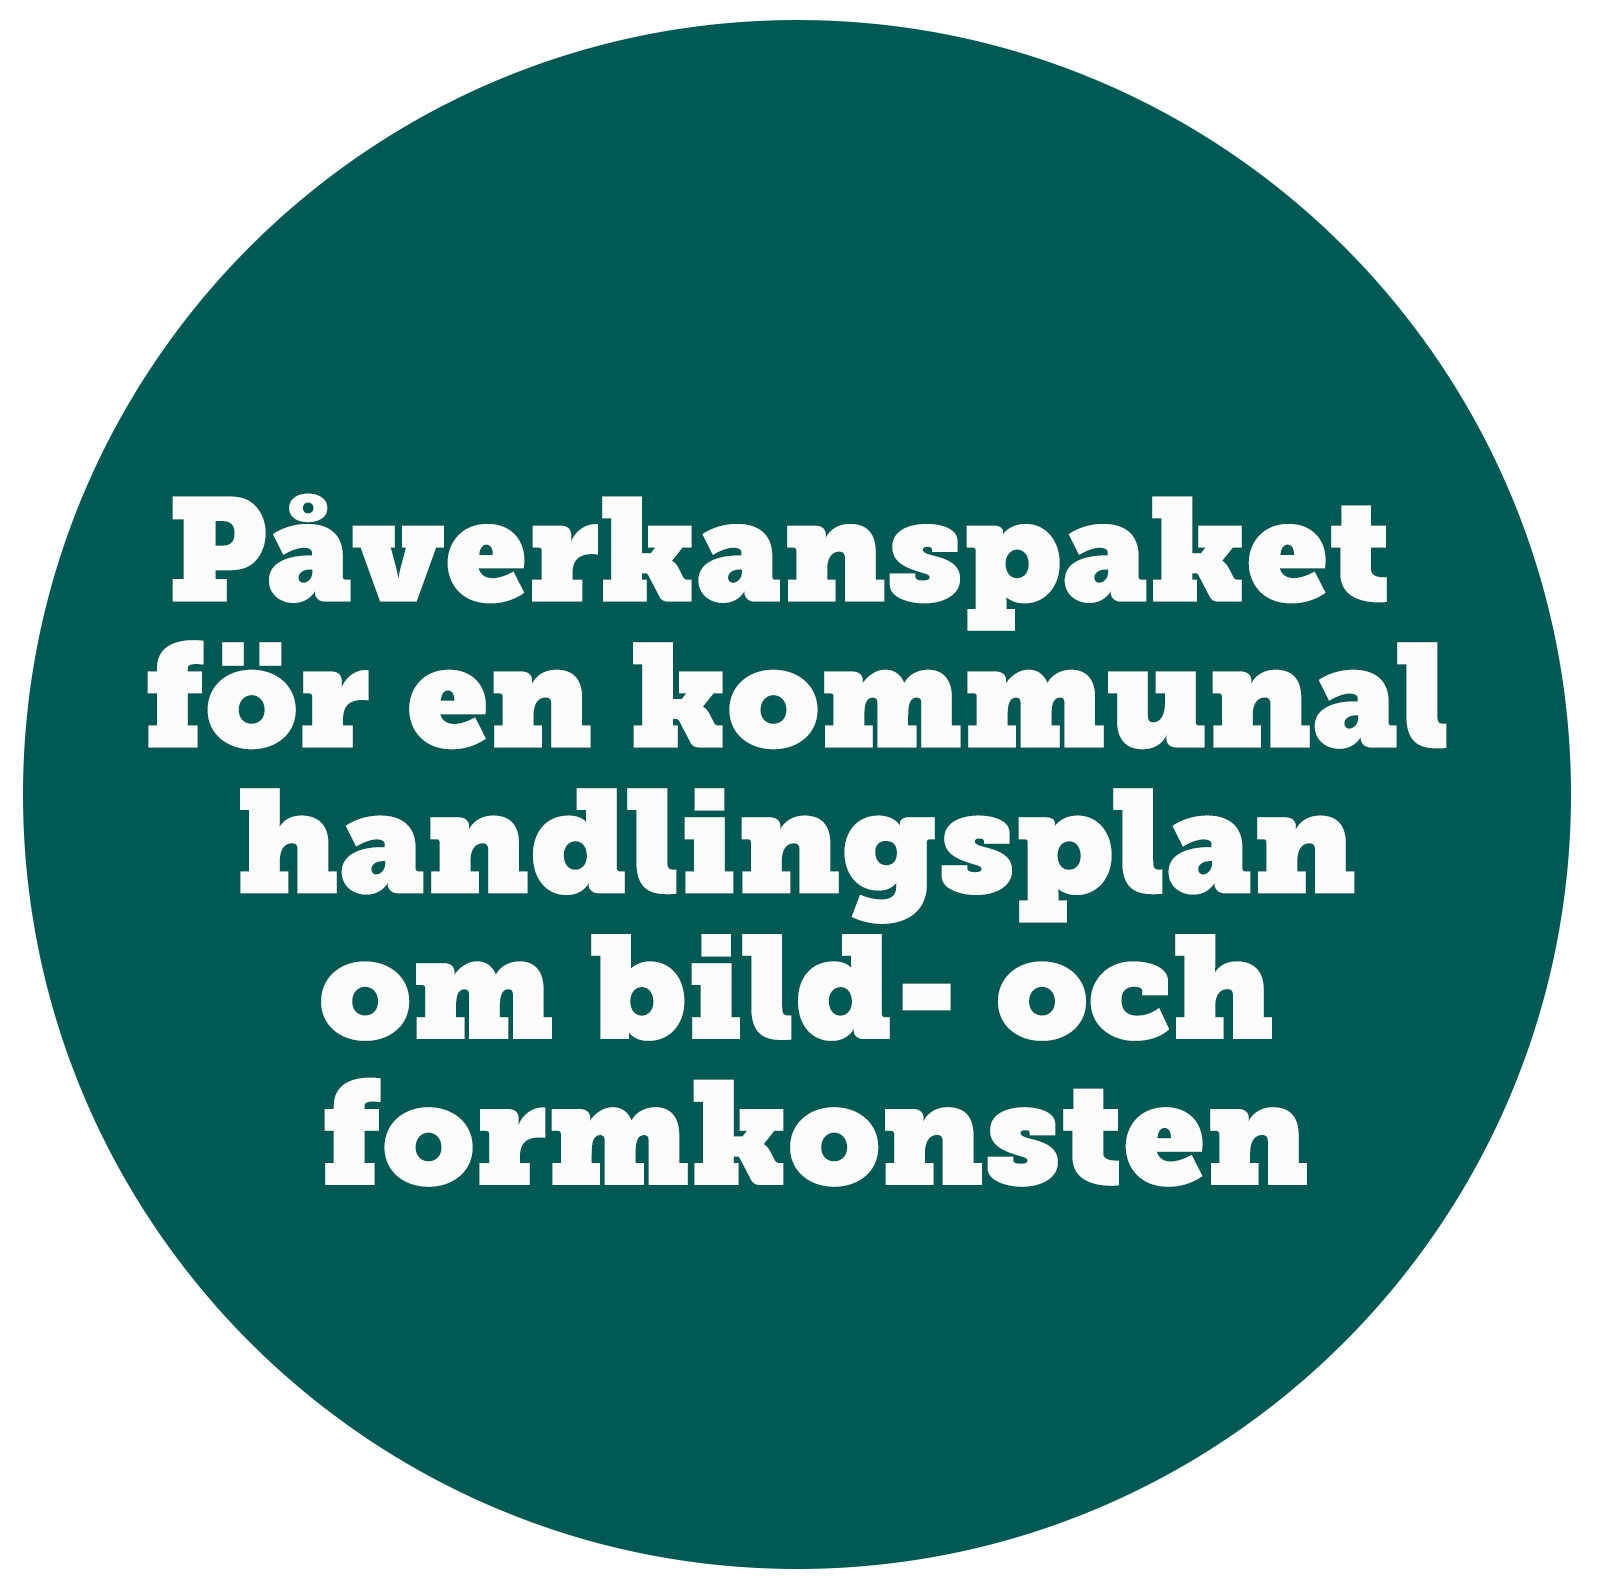 Påverkanspaket
för en kommunal
handlingsplan
om bild- och
formkonsten